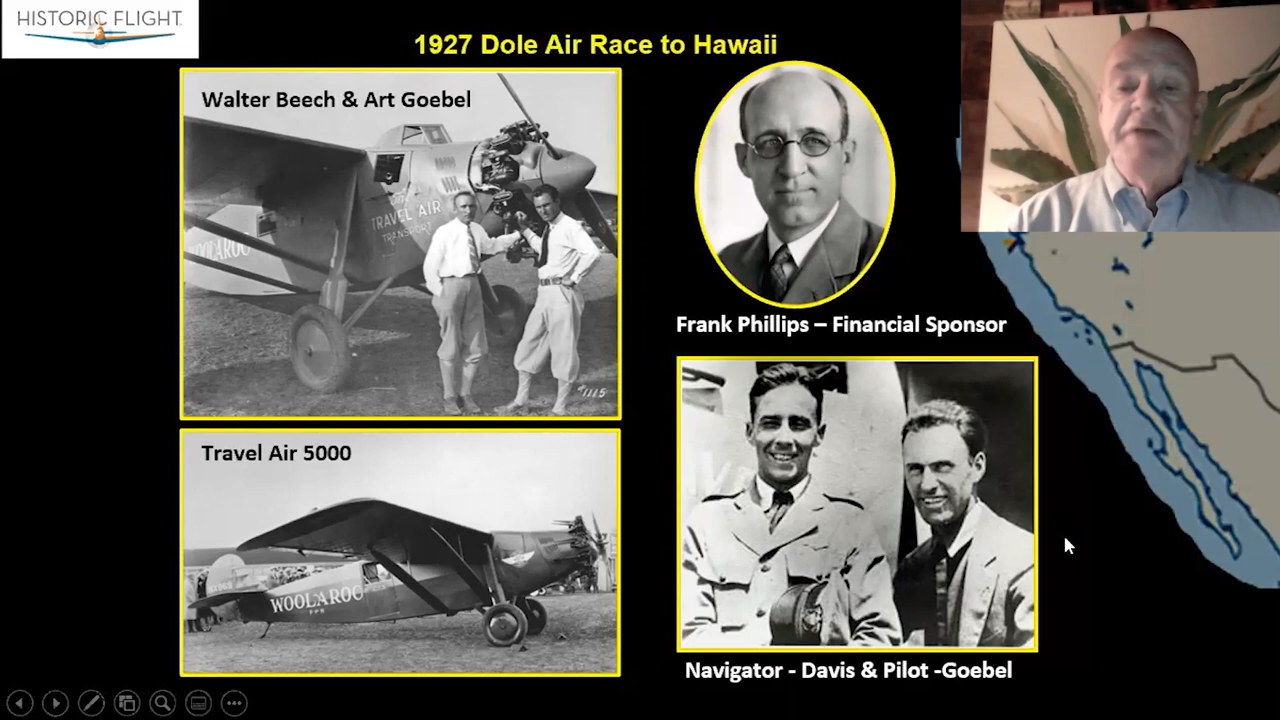 HISTORIC FLIGHT
1927 Dole Air Race to Hawaii
Walter Beech & Art Goebel
TRAVEL AIR
TRANSPORT
WOOLAROC
#1115
Frank Phillips – Financial Sponsor
Travel Air 5000
WOOLAROC
Navigator - Davis & Pilot -Goebel